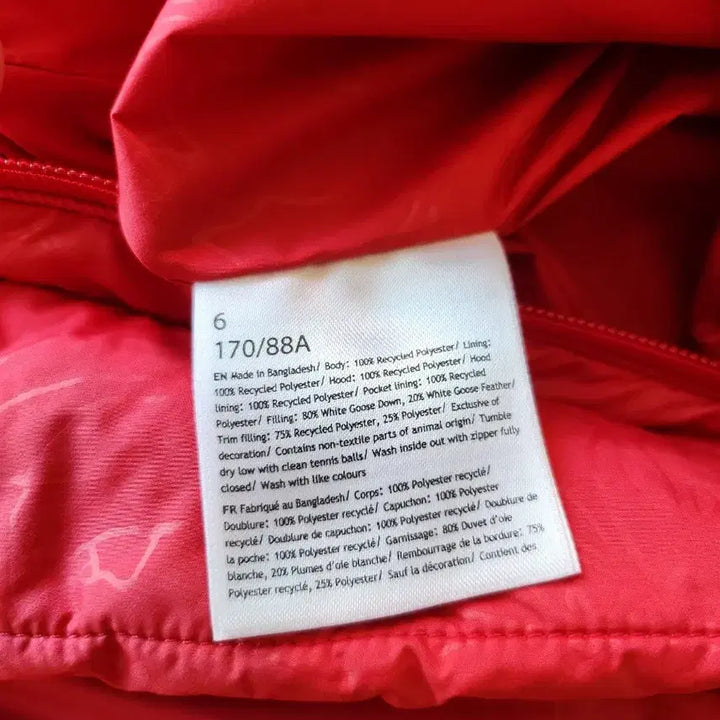 6
170/88A
EN Made in Bangladesh/ Body: 100% Recycled Polyester/ Lining:
100% Recycled Polyester/ Hood: 100% Recycled Polyester/ Hood
lining: 100% Recycled Polyester/ Pocket lining: 100% Recycled
Polyester/ Filling: 80% White Goose Down, 20% White Goose Feather/
Trim filling: 75% Recycled Polyester, 25% Polyester/ Exclusive of
decoration/ Contains non-textile parts of animal origin/ Tumble
dry low with clean tennis balls/ Wash inside out with zipper fully
closed/ Wash with like colours
FR Fabriqué au Bangladesh/ Corps: 100% Polyester recyclé/
Doublure: 100% Polyester recyclé/ Capuchon: 100% Polyester
recyclé/ Doublure de capuchon: 100% Polyester recyclé/ Doublure de
la poche: 100% Polyester recyclé/ Garnissage: 80% Duvet d'oie
blanche, 20% Plumes d'oie blanche/ Rembourrage de la bordure: 75%
Polyester recyclé, 25% Polyester/ Sauf la décoration/ Contient des